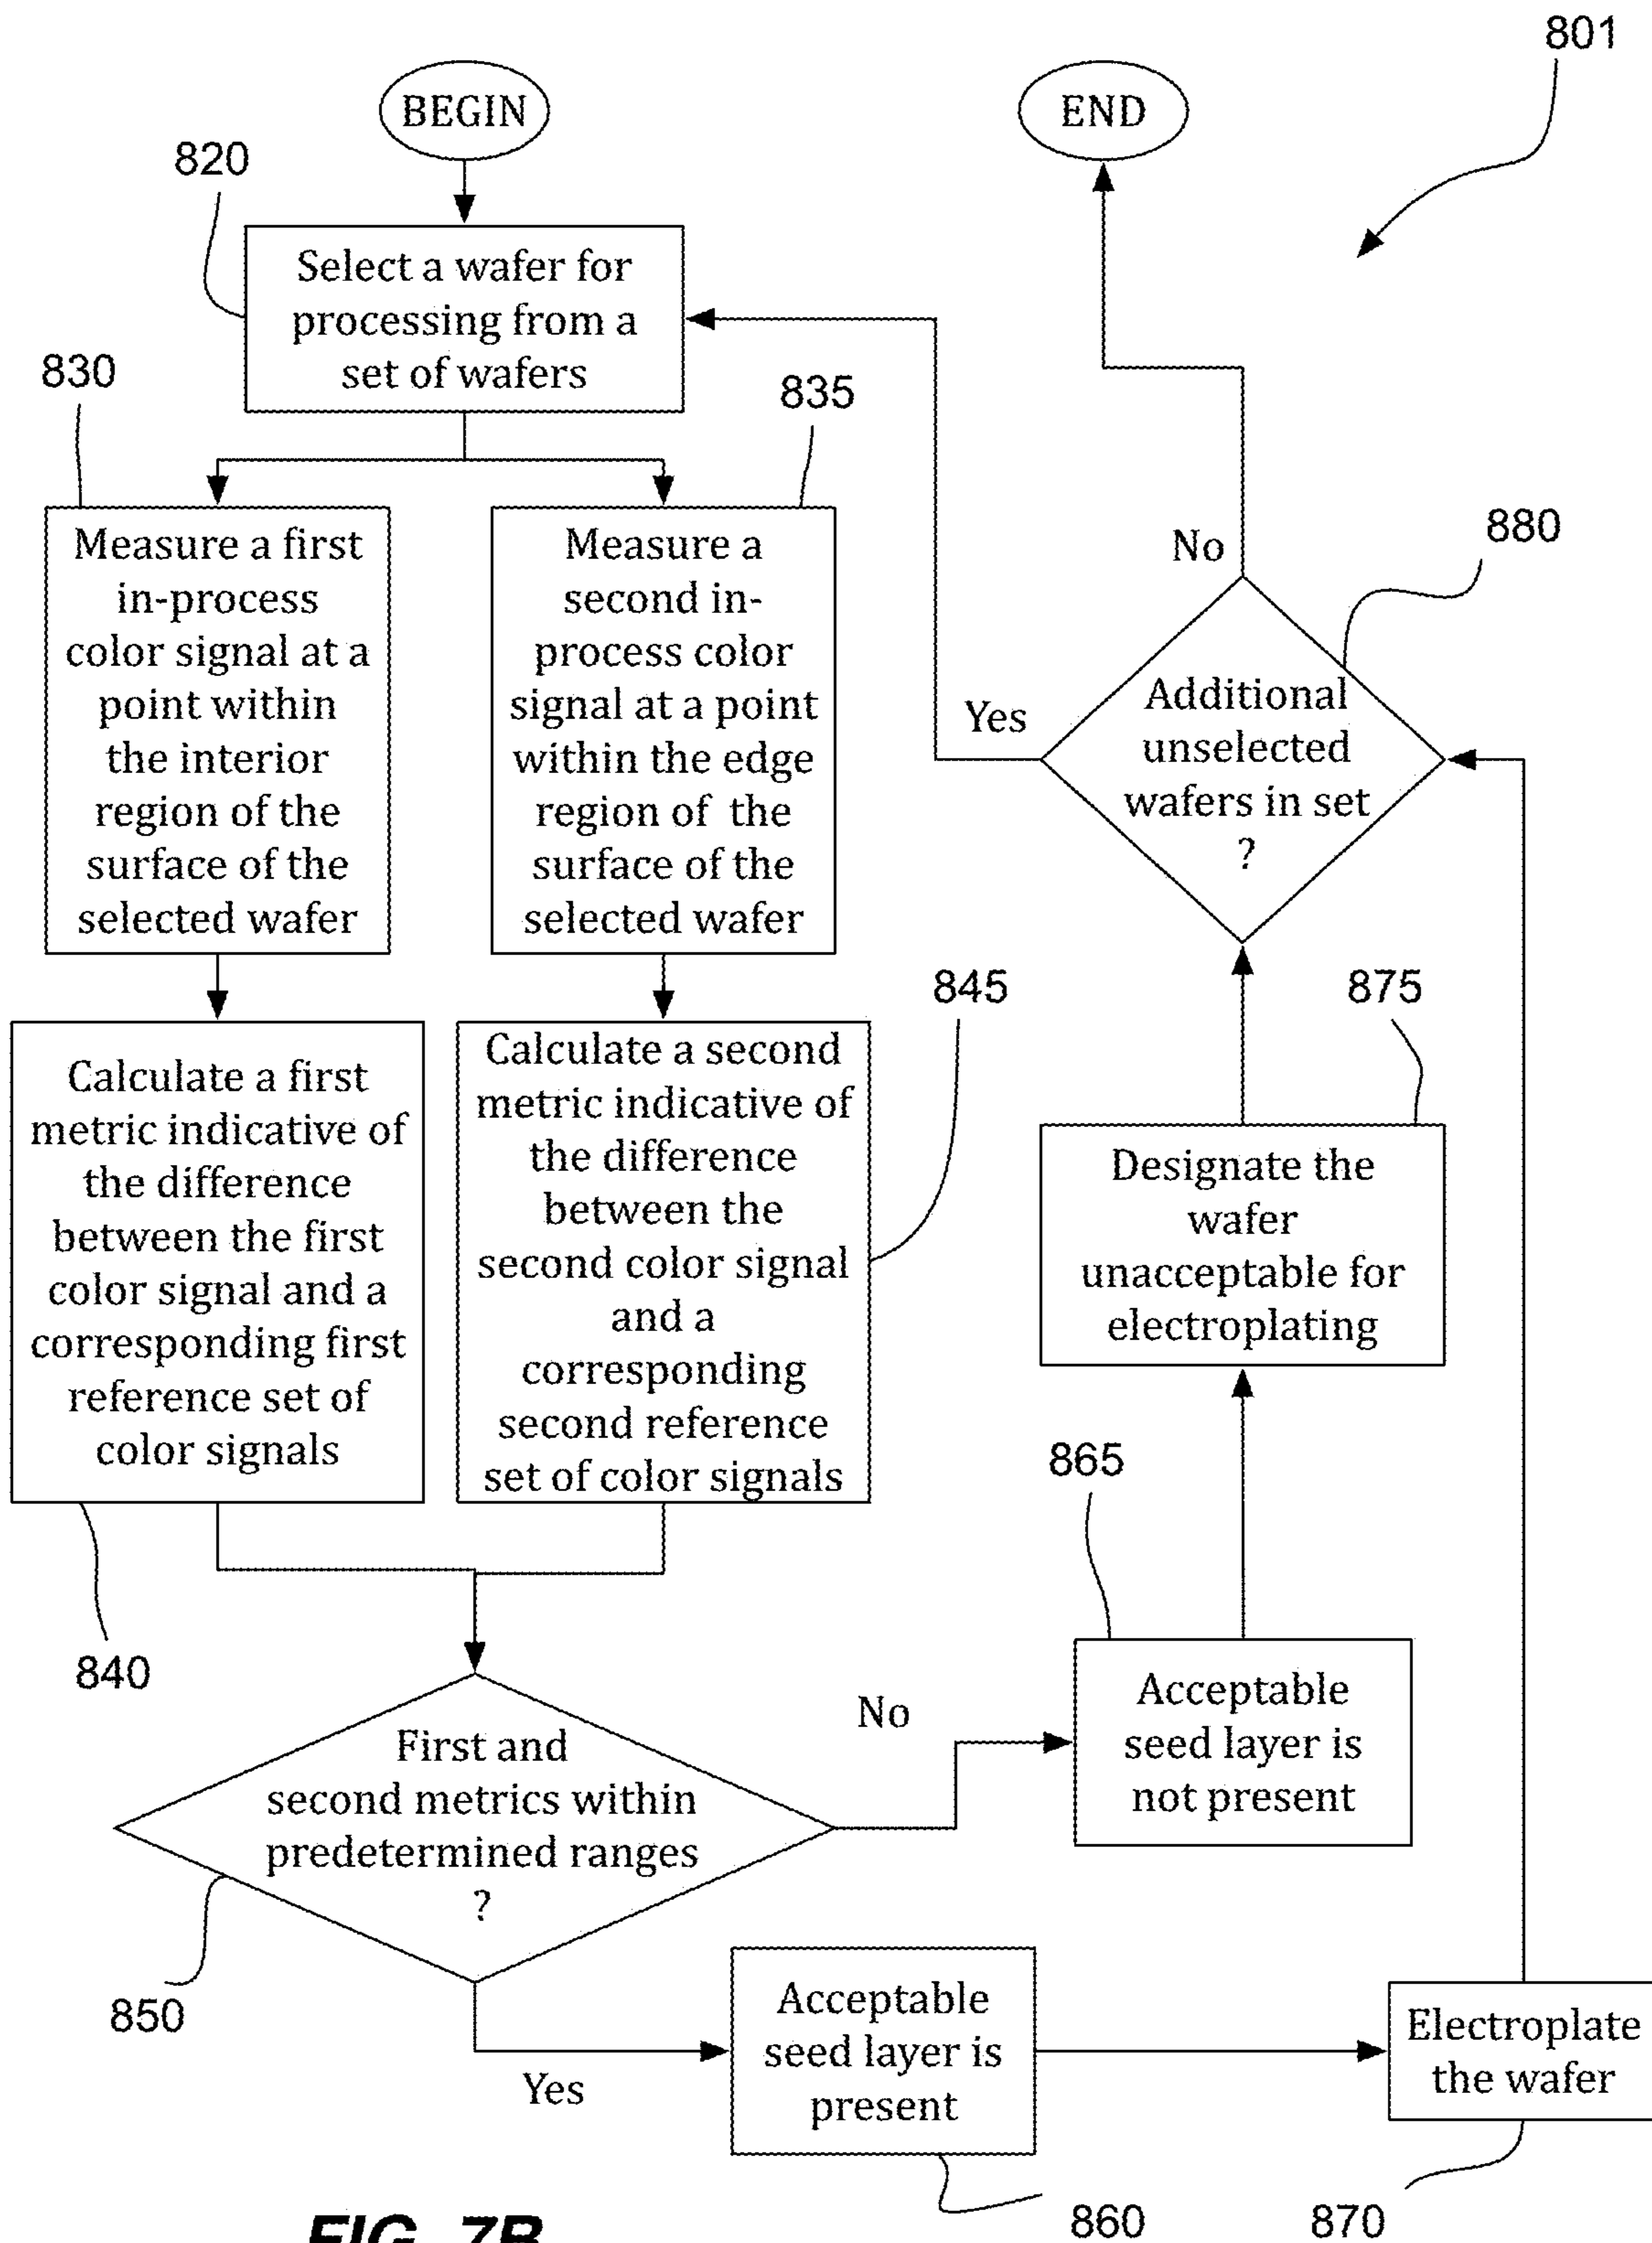 801
BEGIN
END
820
Select a wafer for
processing from a
set of wafers
830
835
Measure a first
in-process
color signal at a
point within
the interior
region of the
surface of the
selected wafer
Measure a
second in-
process color
signal at a point
within the edge
region of the
surface of the
selected wafer
No
880
Yes
Additional
unselected
wafers in set
?
845
875
Calculate a first
metric indicative of
the difference
between the first
color signal and a
corresponding first
reference set of
color signals
Calculate a second
metric indicative of
the difference
between the
second color signal
and a
corresponding
second reference
set of color signals
Designate the
wafer
unacceptable for
electroplating
865
840
First and
second metrics within
predetermined ranges
?
No
Acceptable
seed layer is
not present
850
Yes
Acceptable
seed layer is
present
Electroplate
the wafer
860
870
FIG. 7B